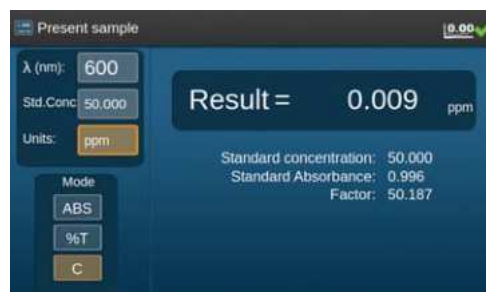 Present sample
0.00
λ (nm): 600
Std.Conc 50.000
Units: ppm
Mode
ABS
%T
C
Result = 0.009 ppm
Standard concentration: 50.000
Standard Absorbance: 0.996
Factor: 50.187